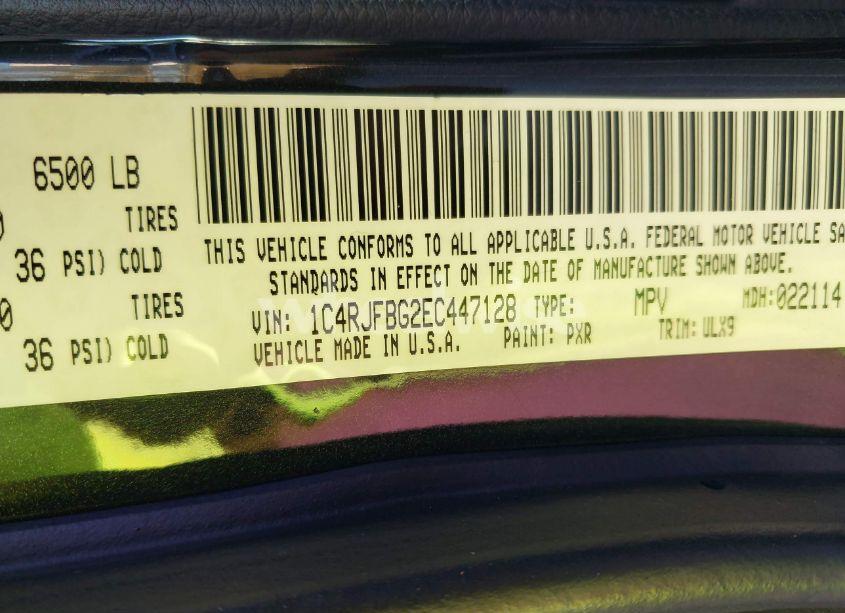 6500 LB
0 TIRES
36 PSI) COLD
0 TIRES
36 PSI) COLD
THIS VEHICLE CONFORMS TO ALL APPLICABLE U.S.A. FEDERAL MOTOR VEHICLE SA
STANDARDS IN EFFECT ON THE DATE OF MANUFACTURE SHOWN ABOVE.
VIN: 1C4RJFBG2EC447128 TYPE: MPV MDH:022114
VEHICLE MADE IN U.S.A. PAINT: PXR TRIM: ULX9